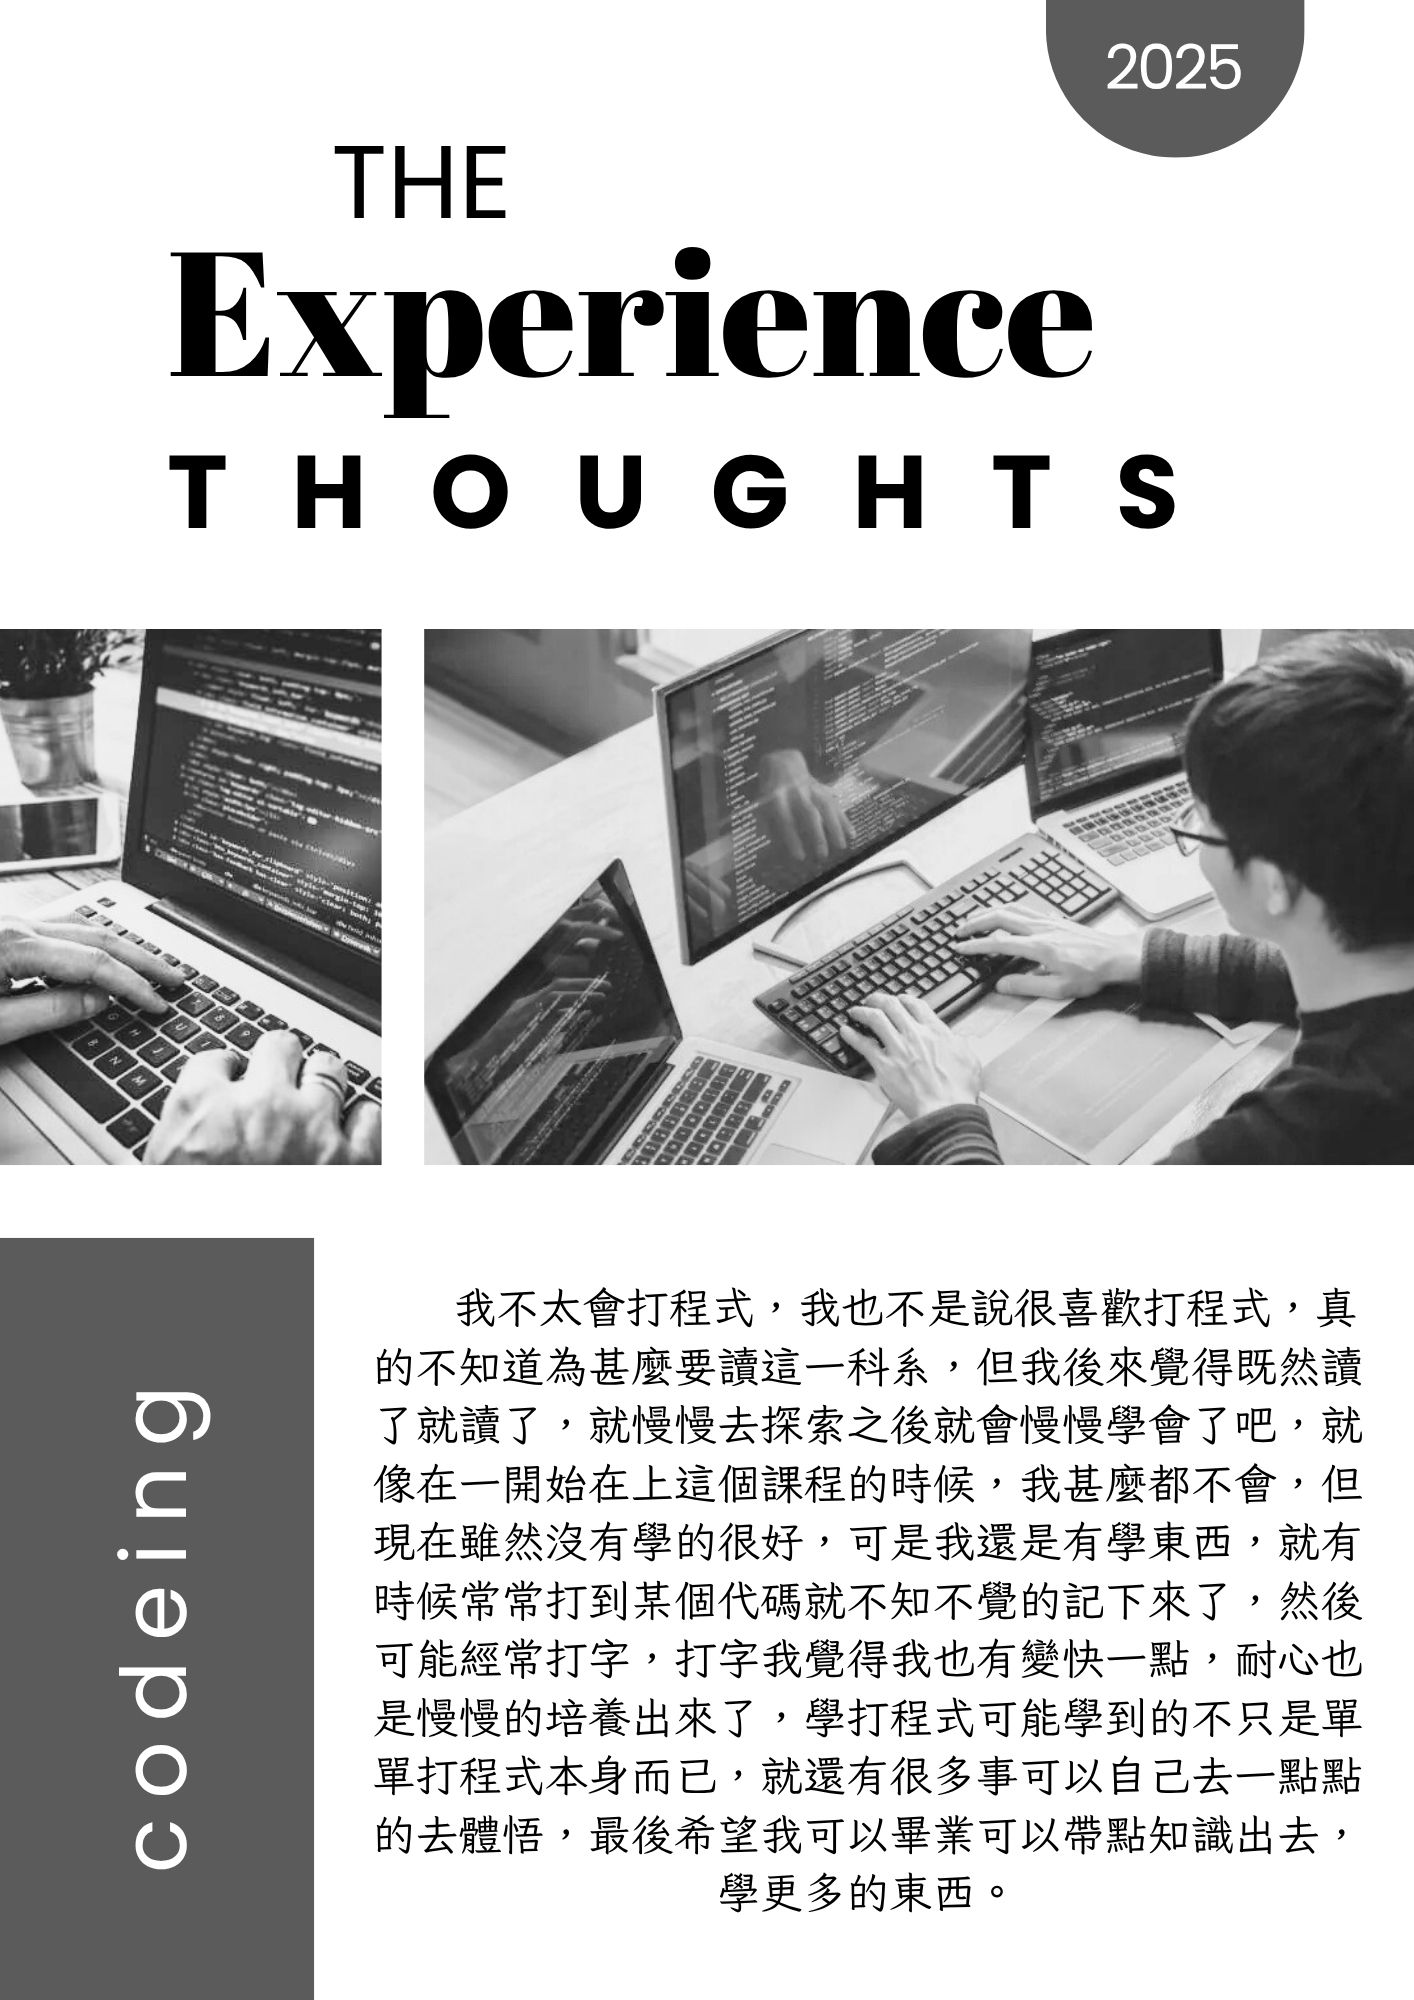 2025
THE
Experience
THOUGHTS
codeing
我不太會打程式，我也不是說很喜歡打程式，真
的不知道為甚麼要讀這一科系，但我後來覺得既然讀
了就讀了，就慢慢去探索之後就會慢慢學會了吧，就
像在一開始在上這個課程的時候，我甚麼都不會，但
現在雖然沒有學的很好，可是我還是有學東西，就有
時候常常打到某個代碼就不知不覺的記下來了，然後
可能經常打字，打字我覺得我也有變快一點，耐心也
是慢慢的培養出來了，學打程式可能學到的不只是單
單打程式本身而已，就還有很多事可以自己去一點點
的去體悟，最後希望我可以畢業可以帶點知識出去，
學更多的東西。